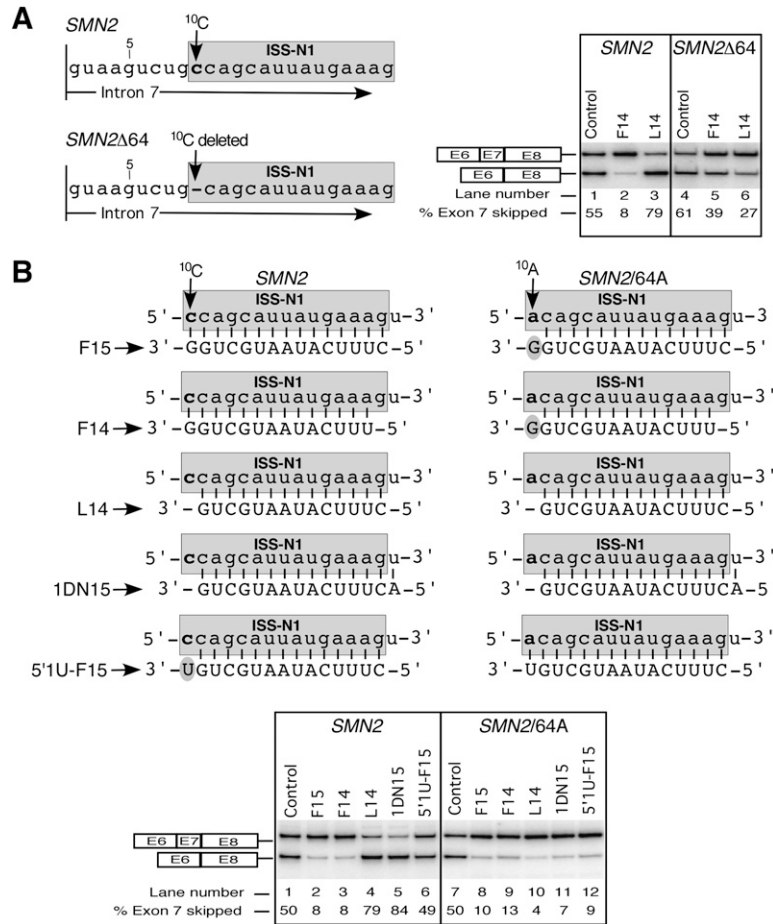 A
SMN2
5
10C
ISS-N1
guaagucugccagcauuaugaaag
Intron 7
SMN2Δ64
5
10C deleted
ISS-N1
guaagucug–cagcauuaugaaag
Intron 7
SMN2 SMN2Δ64
Control F14 L14 Control F14 L14
E6 E7 E8
E6 E8
Lane number 1 2 3 4 5 6
% Exon 7 skipped 55 8 79 61 39 27
B
10C SMN2 10A SMN2/64A
ISS-N1 ISS-N1
5'-ccagcauuaugaaagu-3' 5'-acagcauuaugaaagu-3'
F15 3'-GGUCGUAAUACUUUC-5' 3'-GGUCGUAAUACUUUC-5'
ISS-N1 ISS-N1
5'-ccagcauuaugaaagu-3' 5'-acagcauuaugaaagu-3'
F14 3'-GGUCGUAAUACUUU-5' 3'-GGUCGUAAUACUUU-5'
ISS-N1 ISS-N1
5'-ccagcauuaugaaagu-3' 5'-acagcauuaugaaagu-3'
L14 3'-GUCGUAAUACUUUC-5' 3'-GUCGUAAUACUUUC-5'
ISS-N1 ISS-N1
5'-ccagcauuaugaaagu-3' 5'-acagcauuaugaaagu-3'
1DN15 3'-GUCGUAAUACUUUCA-5' 3'-GUCGUAAUACUUUCA-5'
ISS-N1 ISS-N1
5'-ccagcauuaugaaagu-3' 5'-acagcauuaugaaagu-3'
5'1U-F15 3'-UGUCGUAAUACUUUC-5' 3'-UGUCGUAAUACUUUC-5'
SMN2 SMN2/64A
Control F15 F14 L14 1DN15 5'1U-F15 Control F15 F14 L14 1DN15 5'1U-F15
E6 E7 E8
E6 E8
Lane number 1 2 3 4 5 6 7 8 9 10 11 12
% Exon 7 skipped 50 8 8 79 84 49 50 10 13 4 7 9